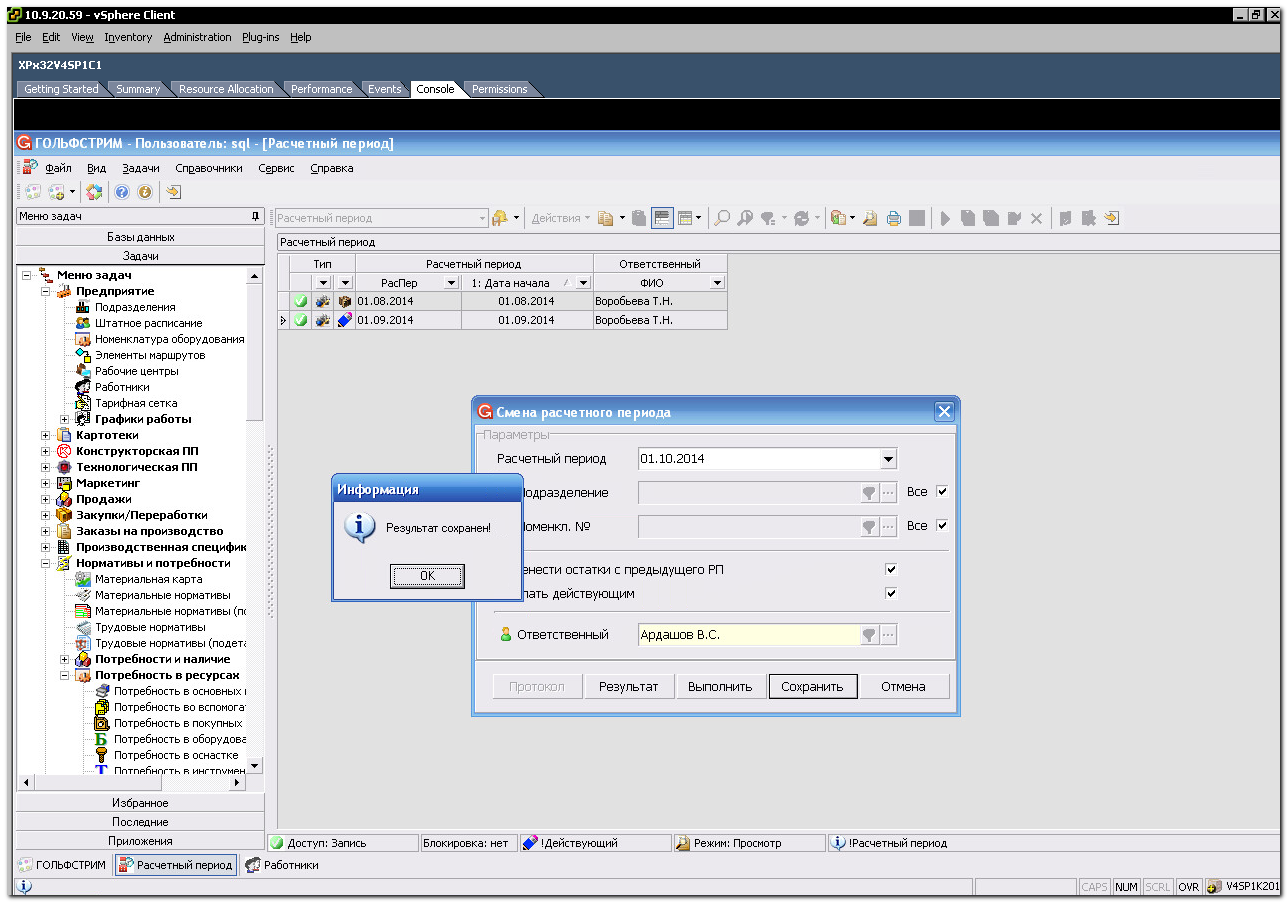 10.9.20.59 - vSphere Client
File Edit View Inventory Administration Plug-ins Help
XPx32V4SP1C1
Getting Started Summary Resource Allocation Performance Events Console Permissions
ГОЛЬФСТРИМ - Пользователь: sql - [Расчетный период]
Файл Вид Задачи Справочники Сервис Справка
Меню задач
Расчетный период
Действия
Базы данных
Задачи
Расчетный период
Тип Расчетный период Ответственный
РасПер 1: Дата начала ФИО
01.08.2014 01.08.2014 Воробьева Т.Н.
01.09.2014 01.09.2014 Воробьева Т.Н.
Меню задач
Предприятие
Подразделения
Штатное расписание
Номенклатура оборудования
Элементы маршрутов
Рабочие центры
Работники
Тарифная сетка
Графики работы
Картотеки
Конструкторская ПП
Технологическая ПП
Маркетинг
Продажи
Закупки/Переработки
Заказы на производство
Производственная специфик
Нормативы и потребности
Материальная карта
Материальные нормативы
Материальные нормативы (по
Трудовые нормативы
Трудовые нормативы (подета
Потребности и наличие
Потребность в ресурсах
Потребность в основных
Потребность во вспомога
Потребность в покупных
Потребность в оборудова
Потребность в оснастке
Потребность в инструмен
Избранное
Последние
Приложения
Смена расчетного периода
Параметры
Расчетный период 01.10.2014
одразделение Все
оменкл. № Все
енести остатки с предыдущего РП
лать действующим
Ответственный Ардашов В.С.
Протокол Результат Выполнить Сохранить Отмена
Информация
Результат сохранен!
OK
Доступ: Запись Блокировка: нет !Действующий Режим: Просмотр !Расчетный период
ГОЛЬФСТРИМ Расчетный период Работники
CAPS NUM SCRL OVR V4SP1K201